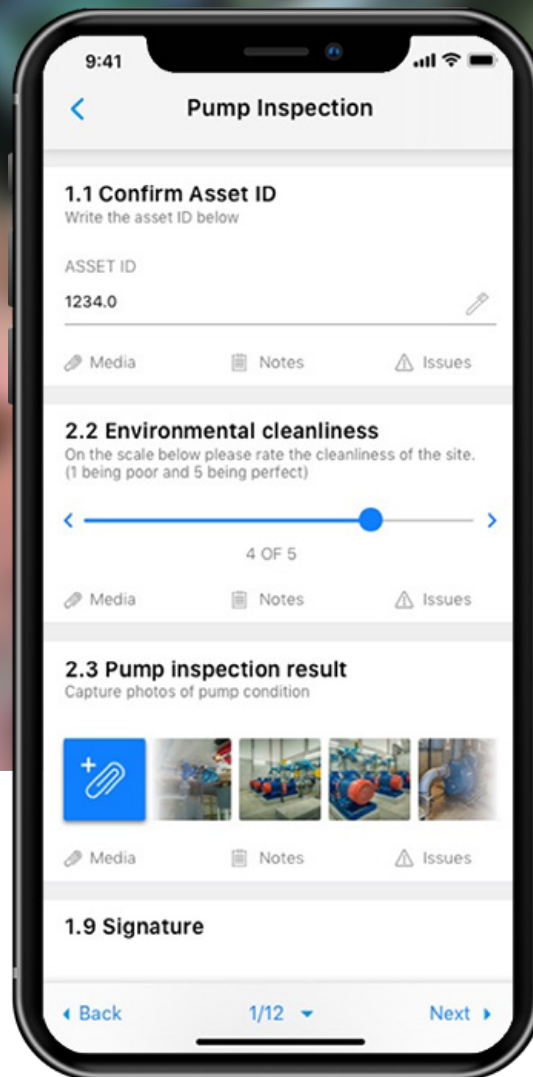 9:41
Pump Inspection
1.1 Confirm Asset ID
Write the asset ID below
ASSET ID
1234.0
Media Notes Issues
2.2 Environmental cleanliness
On the scale below please rate the cleanliness of the site.
(1 being poor and 5 being perfect)
4 OF 5
Media Notes Issues
2.3 Pump inspection result
Capture photos of pump condition
Media Notes Issues
1.9 Signature
Back 1/12 Next